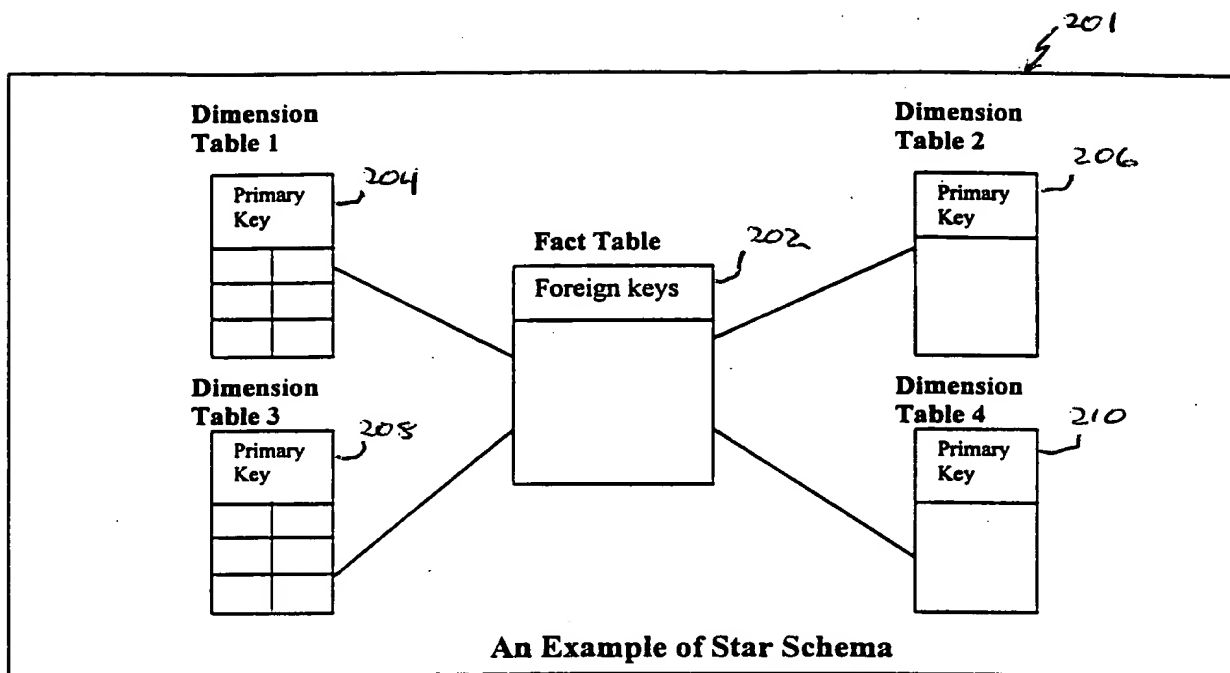 201
Dimension
Table 1
204
Primary
Key
Dimension
Table 2
206
Primary
Key
Fact Table
202
Foreign keys
Dimension
Table 3
208
Primary
Key
Dimension
Table 4
210
Primary
Key
An Example of Star Schema